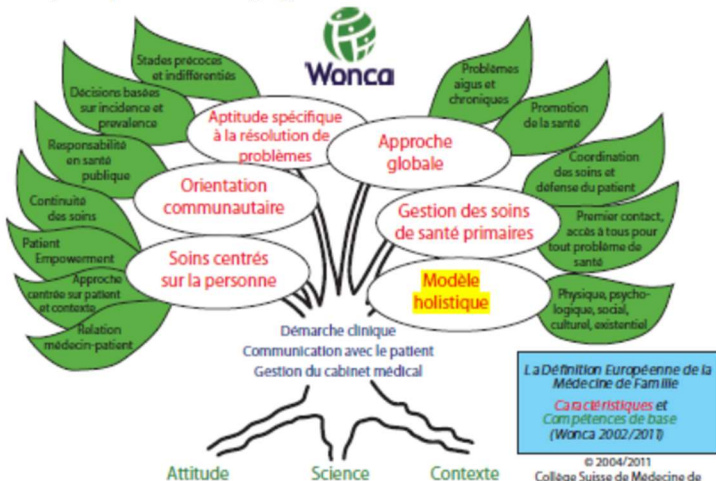 Wonca
Stades précoces
et indifférentiés
Décisions basées
sur incidence et
prevalence
Responsabilité
en santé
publique
Continuité
des soins
Patient
Empowerment
Approche
centrée sur patient
et contexte
Relation
médecin-patient
Aptitude spécifique
à la résolution de
problèmes
Orientation
communautaire
Soins centrés
sur la personne
Approche
globale
Gestion des soins
de santé primaires
Modèle
holistique
Problèmes
aigus et
chroniques
Promotion
de la santé
Coordination
des soins et
défense du patient
Premier contact,
accès à tous pour
tout problème de
santé
Physique, psycho-
logique, social,
culturel, existentiel
Démarche clinique
Communication avec le patient
Gestion du cabinet médical
Attitude
Science
Contexte
La Définition Européenne de la
Médecine de Famille
Caractéristiques et
Compétences de base
(Wonca 2002/2011)
© 2004/2011
Collège Suisse de Médecine de